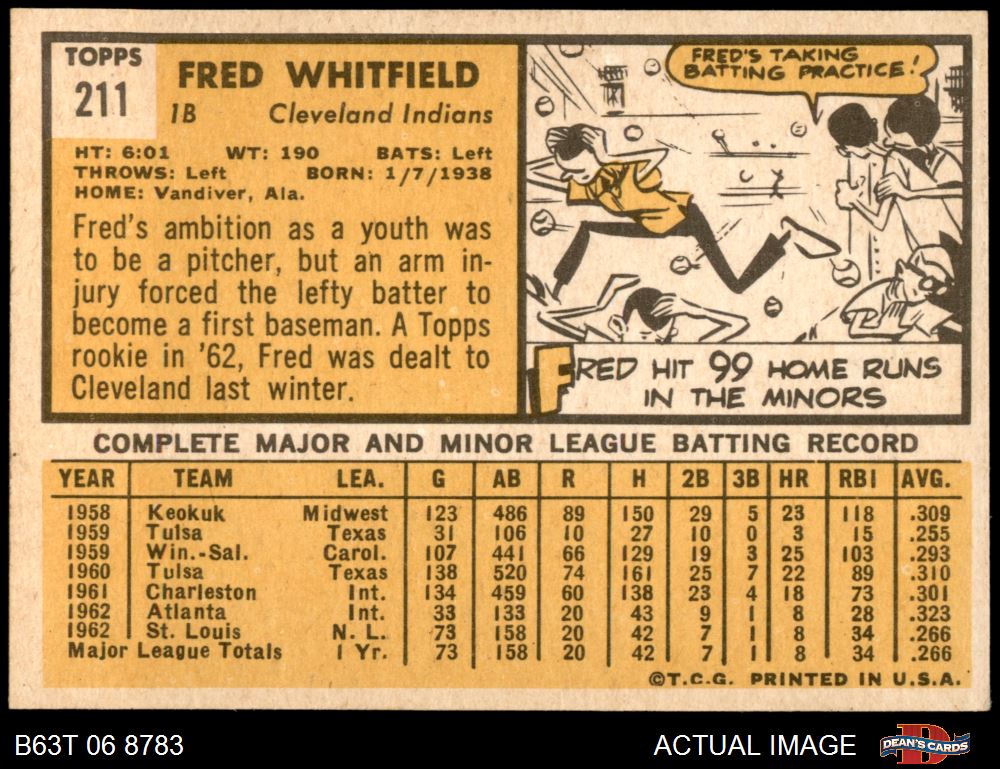 TOPPS
211
FRED WHITFIELD
1B Cleveland Indians
HT: 6:01 WT: 190 BATS: Left
THROWS: Left BORN: 1/7/1938
HOME: Vandiver, Ala.
Fred's ambition as a youth was
to be a pitcher, but an arm in-
jury forced the lefty batter to
become a first baseman. A Topps
rookie in '62, Fred was dealt to
Cleveland last winter.
FRED'S TAKING
BATTING PRACTICE!
FRED HIT 99 HOME RUNS
IN THE MINORS
COMPLETE MAJOR AND MINOR LEAGUE BATTING RECORD
YEAR TEAM LEA. G AB R H 2B 3B HR RBI AVG.
1958 Keokuk Midwest 123 486 89 150 29 5 23 118 .309
1959 Tulsa Texas 31 106 10 27 10 0 3 15 .255
1959 Win.-Sal. Carol. 107 441 66 129 19 3 25 103 .293
1960 Tulsa Texas 138 520 74 161 25 7 22 89 .310
1961 Charleston Int. 134 459 60 138 23 4 18 73 .301
1962 Atlanta Int. 33 133 20 43 9 1 8 28 .323
1962 St. Louis N. L. 73 158 20 42 7 1 8 34 .266
Major League Totals 1 Yr. 73 158 20 42 7 1 8 34 .266
©T.C.G. PRINTED IN U.S.A.
B63T 06 8783
ACTUAL IMAGE
DEAN'S CARDS